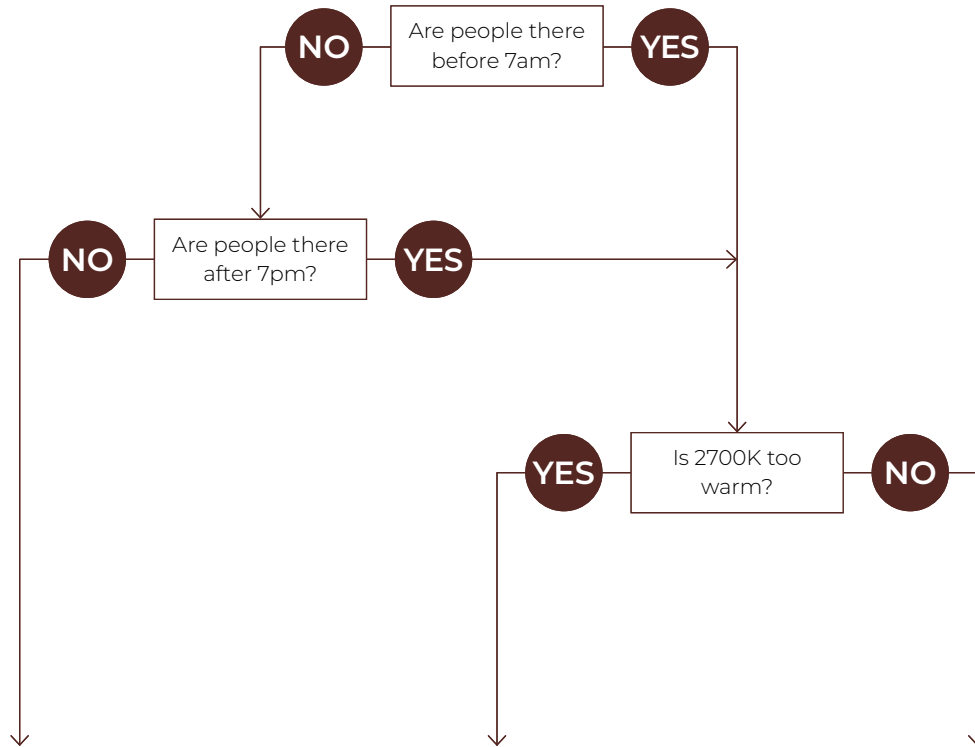 NO
Are people there
before 7am?
YES
NO
Are people there
after 7pm?
YES
YES
Is 2700K too
warm?
NO